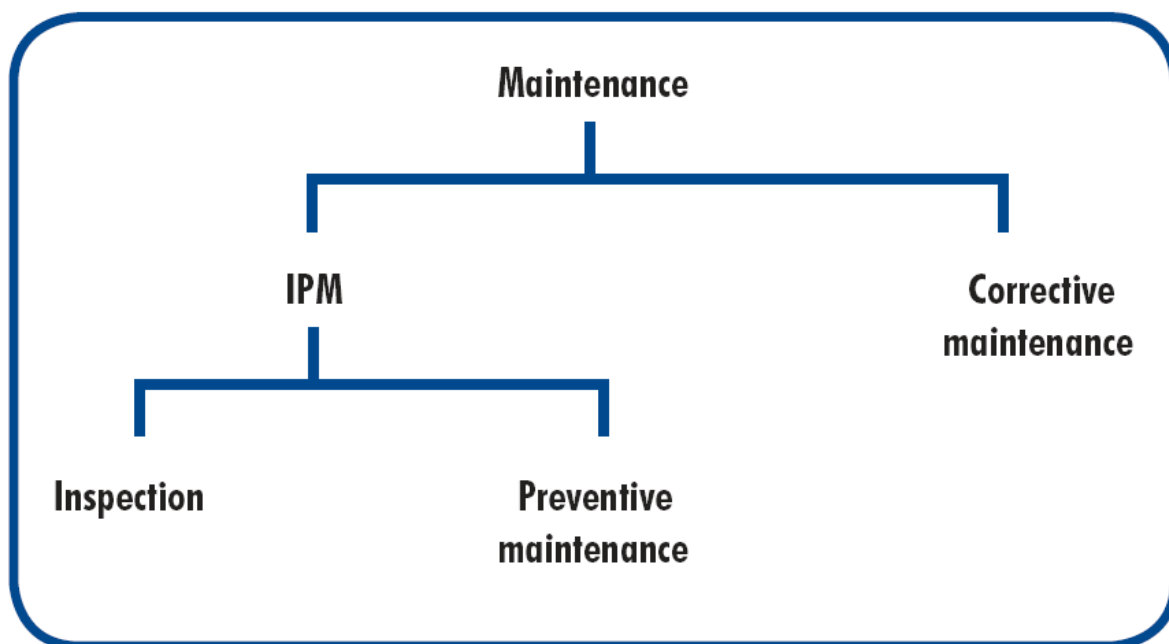 Maintenance
IPM
Corrective
maintenance
Inspection
Preventive
maintenance